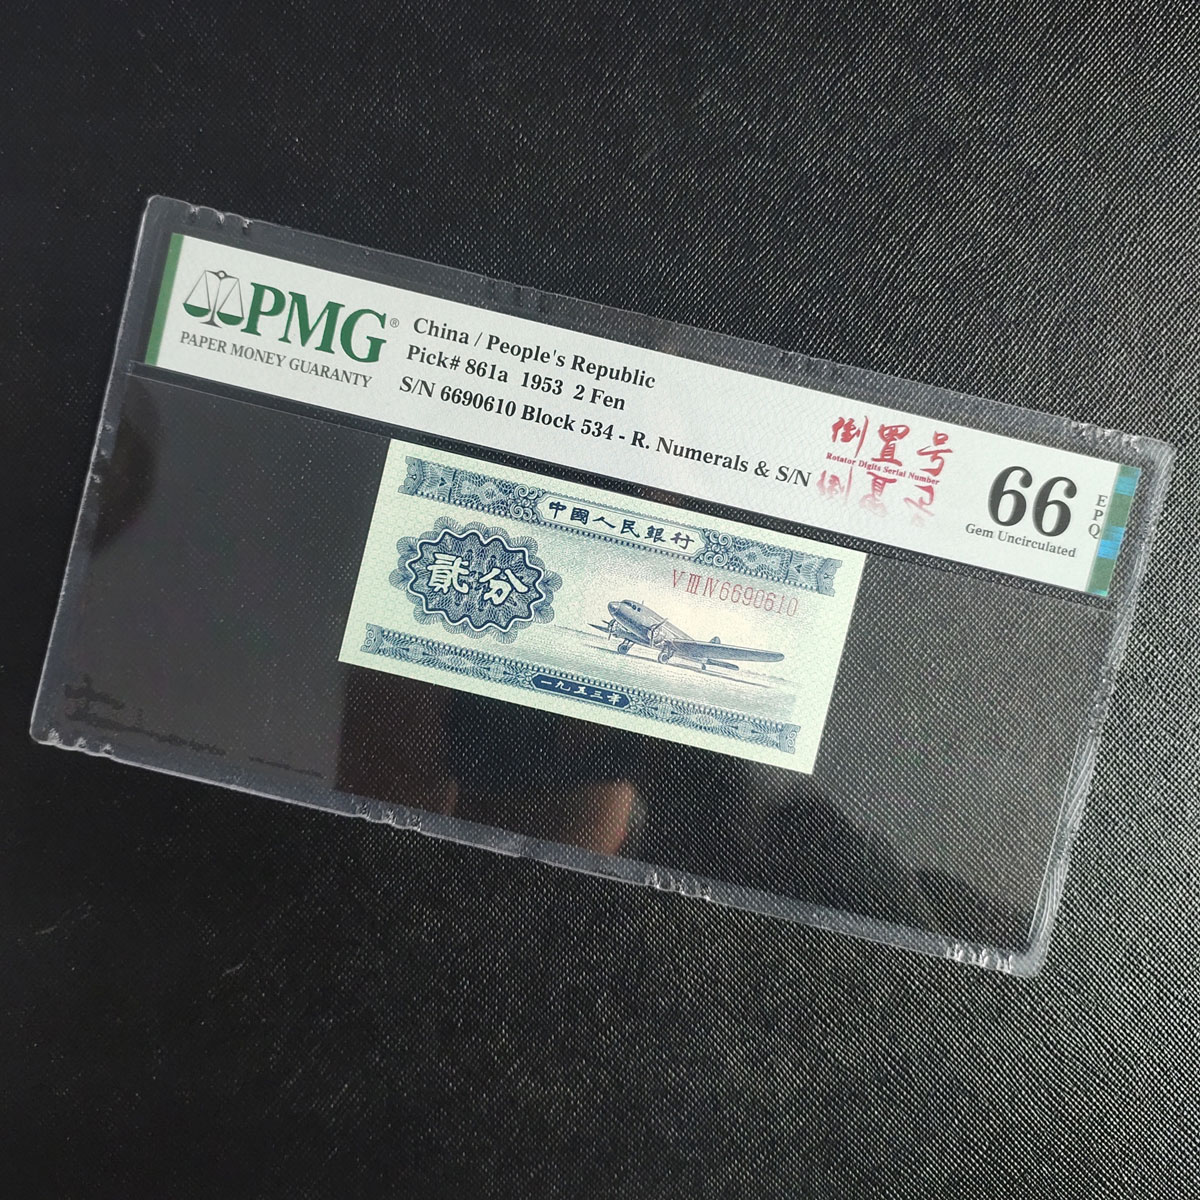 PMG®
PAPER MONEY GUARANTY
China / People's Republic
Pick# 861a 1953 2 Fen
S/N 6690610 Block 534 - R. Numerals & S/N
倒置号
Rotator Digits Serial Number
66
Gem Uncirculated
EPQ
中國人民銀行
貳分
ⅤⅢⅣ6690610
一九五三年